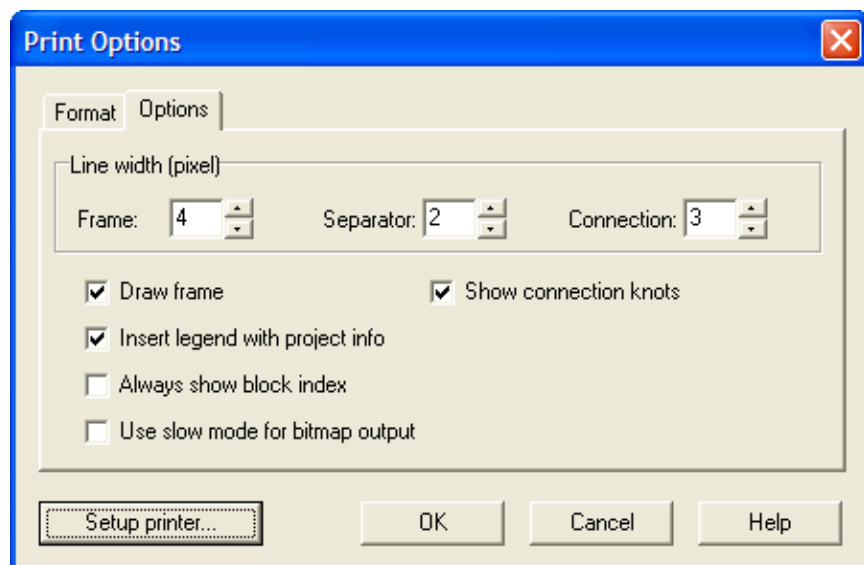 Print Options
Format Options
Line width (pixel)
Frame: 4 Separator: 2 Connection: 3
Draw frame Show connection knots
Insert legend with project info
Always show block index
Use slow mode for bitmap output
Setup printer... OK Cancel Help